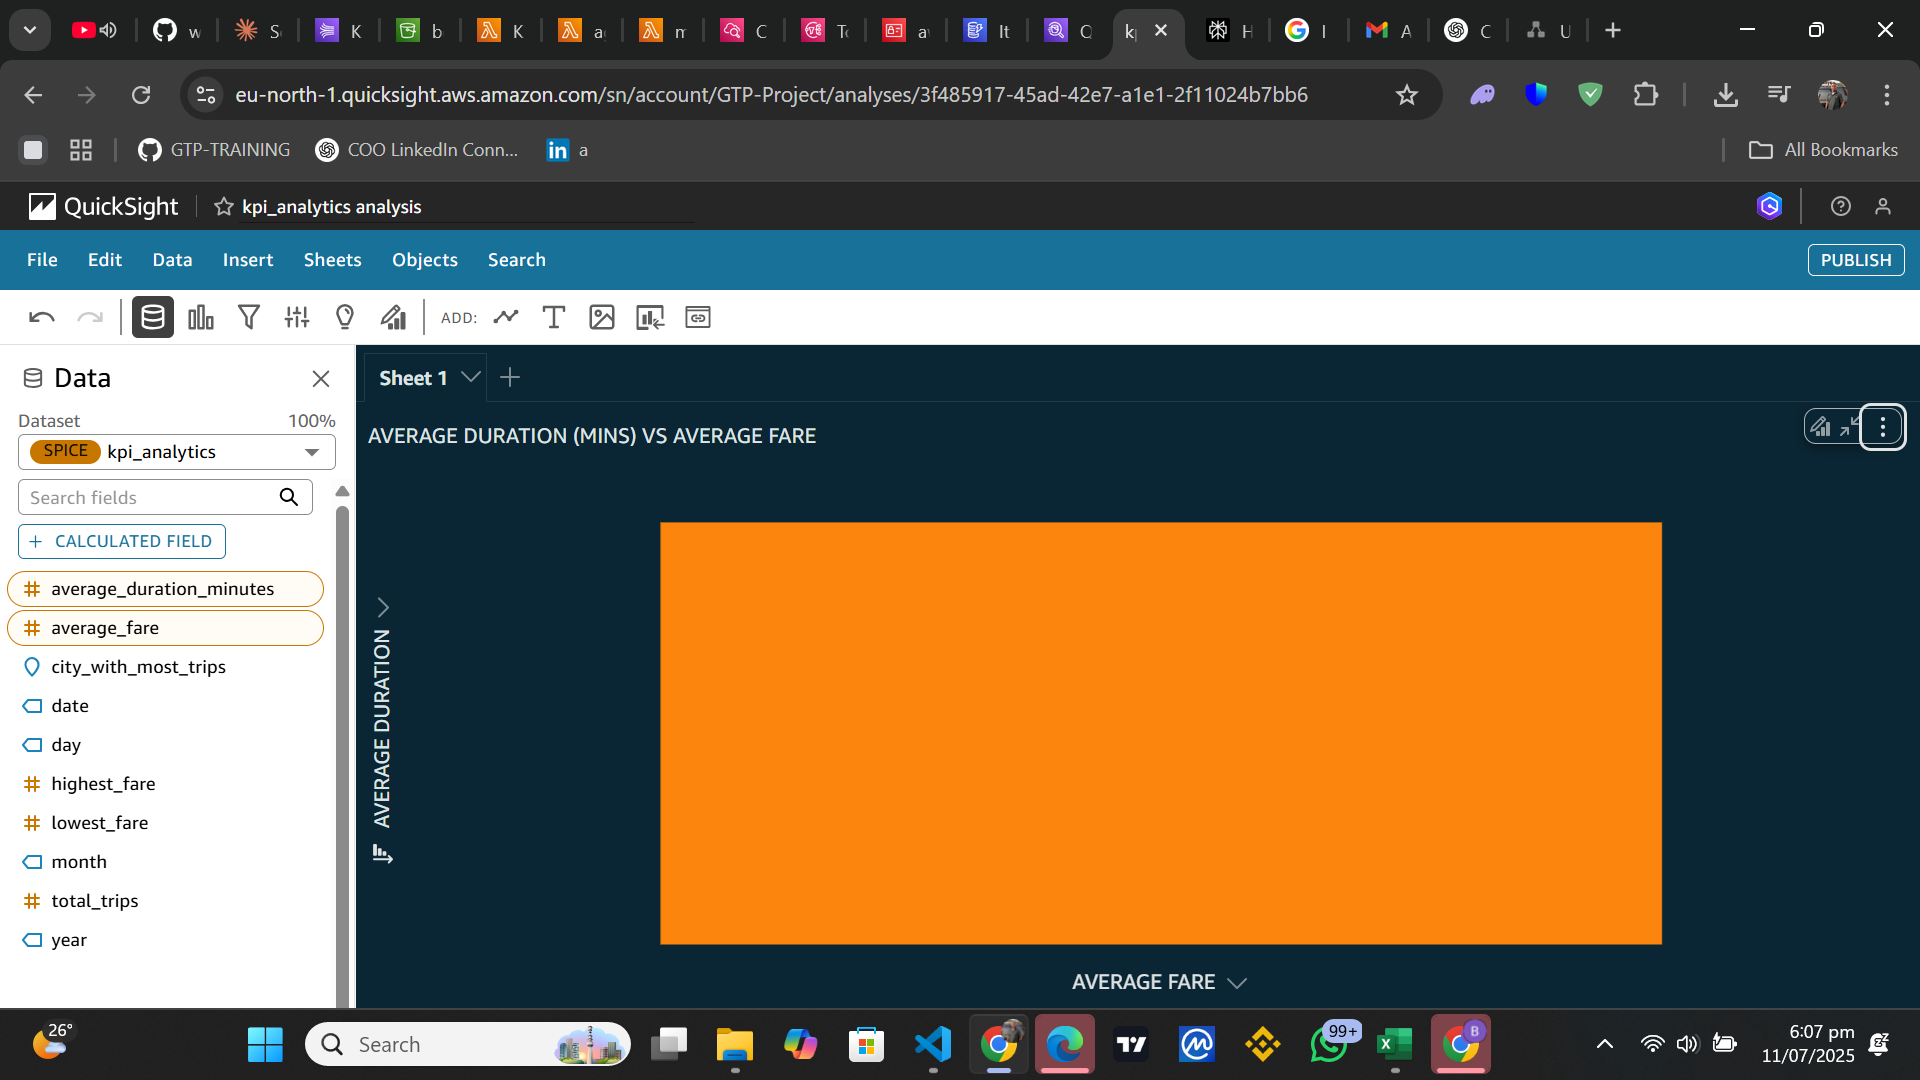 w
S
K
b
K
a
m
C
T
a
It
Q
k
H
I
A
C
U
eu-north-1.quicksight.aws.amazon.com/sn/account/GTP-Project/analyses/3f485917-45ad-42e7-a1e1-2f11024b7bb6
GTP-TRAINING
COO LinkedIn Conn...
a
All Bookmarks
QuickSight
kpi_analytics analysis
File Edit Data Insert Sheets Objects Search
PUBLISH
ADD:
Data
Dataset 100%
SPICE kpi_analytics
Search fields
+ CALCULATED FIELD
average_duration_minutes
average_fare
city_with_most_trips
date
day
highest_fare
lowest_fare
month
total_trips
year
Sheet 1
AVERAGE DURATION (MINS) VS AVERAGE FARE
AVERAGE DURATION
AVERAGE FARE
26°
Search
99+
B
6:07 pm
11/07/2025